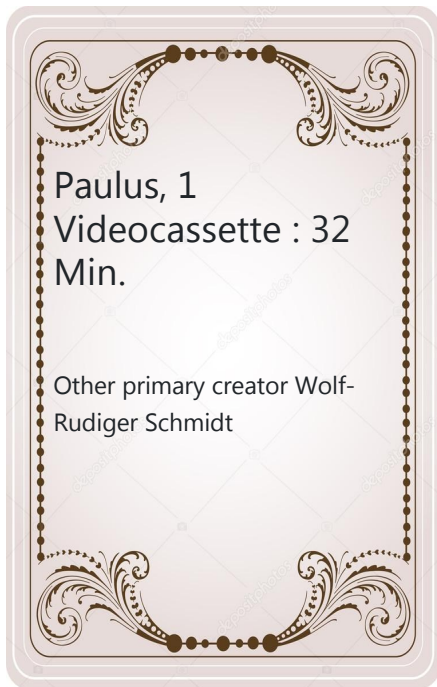 Paulus, 1
Videocassette : 32
Min.
Other primary creator Wolf-
Rudiger Schmidt